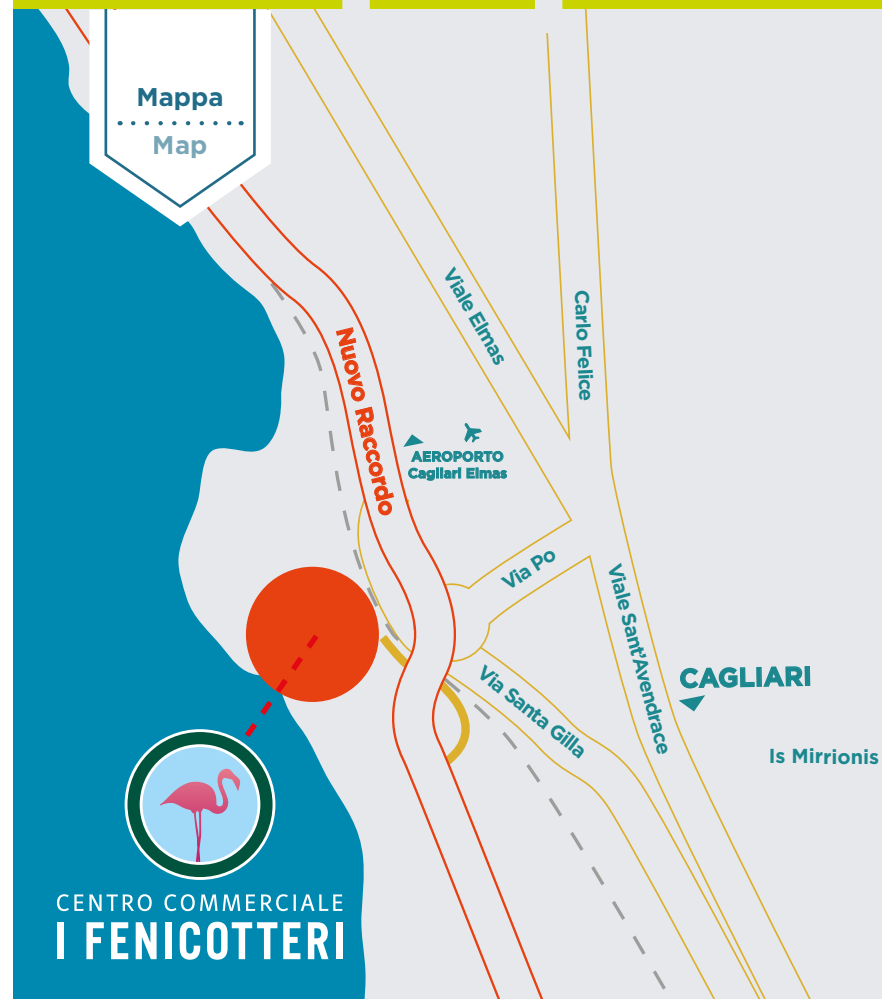 Mappa
Map
Viale Elmas
Carlo Felice
Nuovo Raccordo
AEROPORTO
Cagliari Elmas
Via Po
Viale Sant'Avendrace
CAGLIARI
Via Santa Gilla
Is Mirrionis
CENTRO COMMERCIALE
I FENICOTTERI